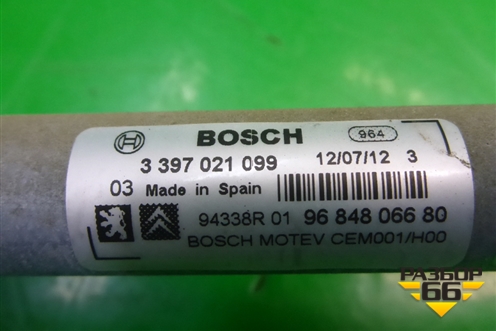 BOSCH 964
3 397 021 099 12/07/12 3
03 Made in Spain
94338R 01 96 848 066 80
BOSCH MOTEV CEM001/H00
РАЗБОР
66